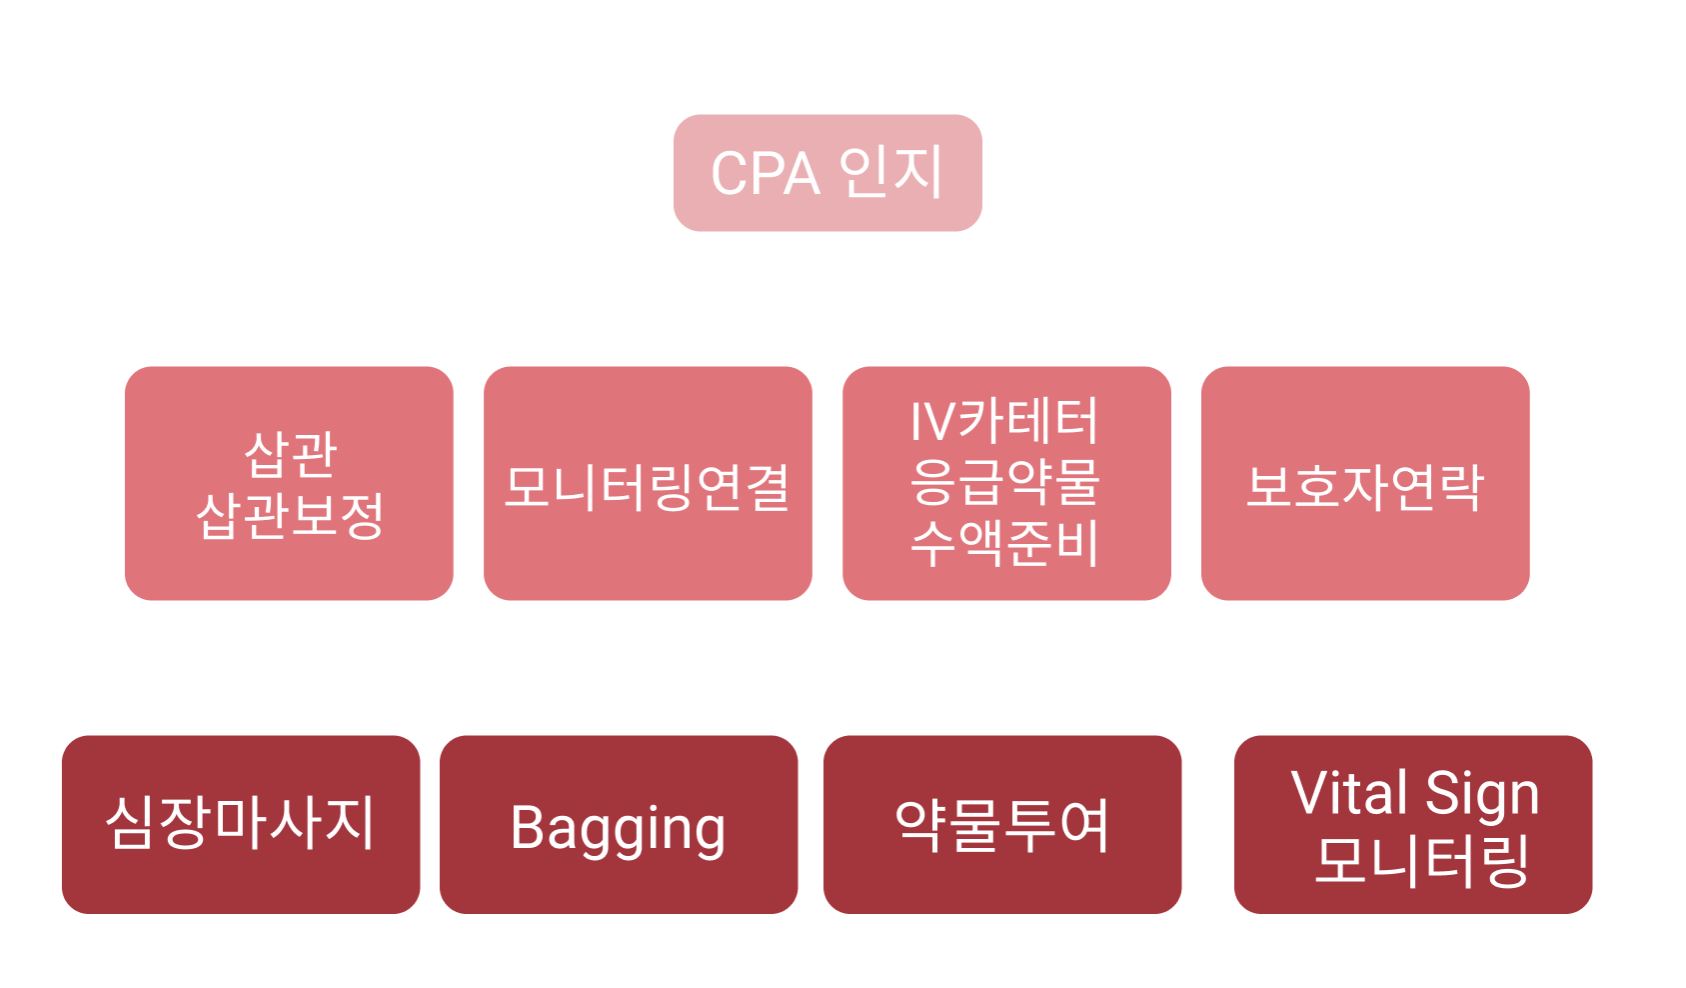 CPA 인지
삽관
삽관보정
모니터링연결
IV카테터
응급약물
수액준비
보호자연락
심장마사지
Bagging
약물투여
Vital Sign
모니터링